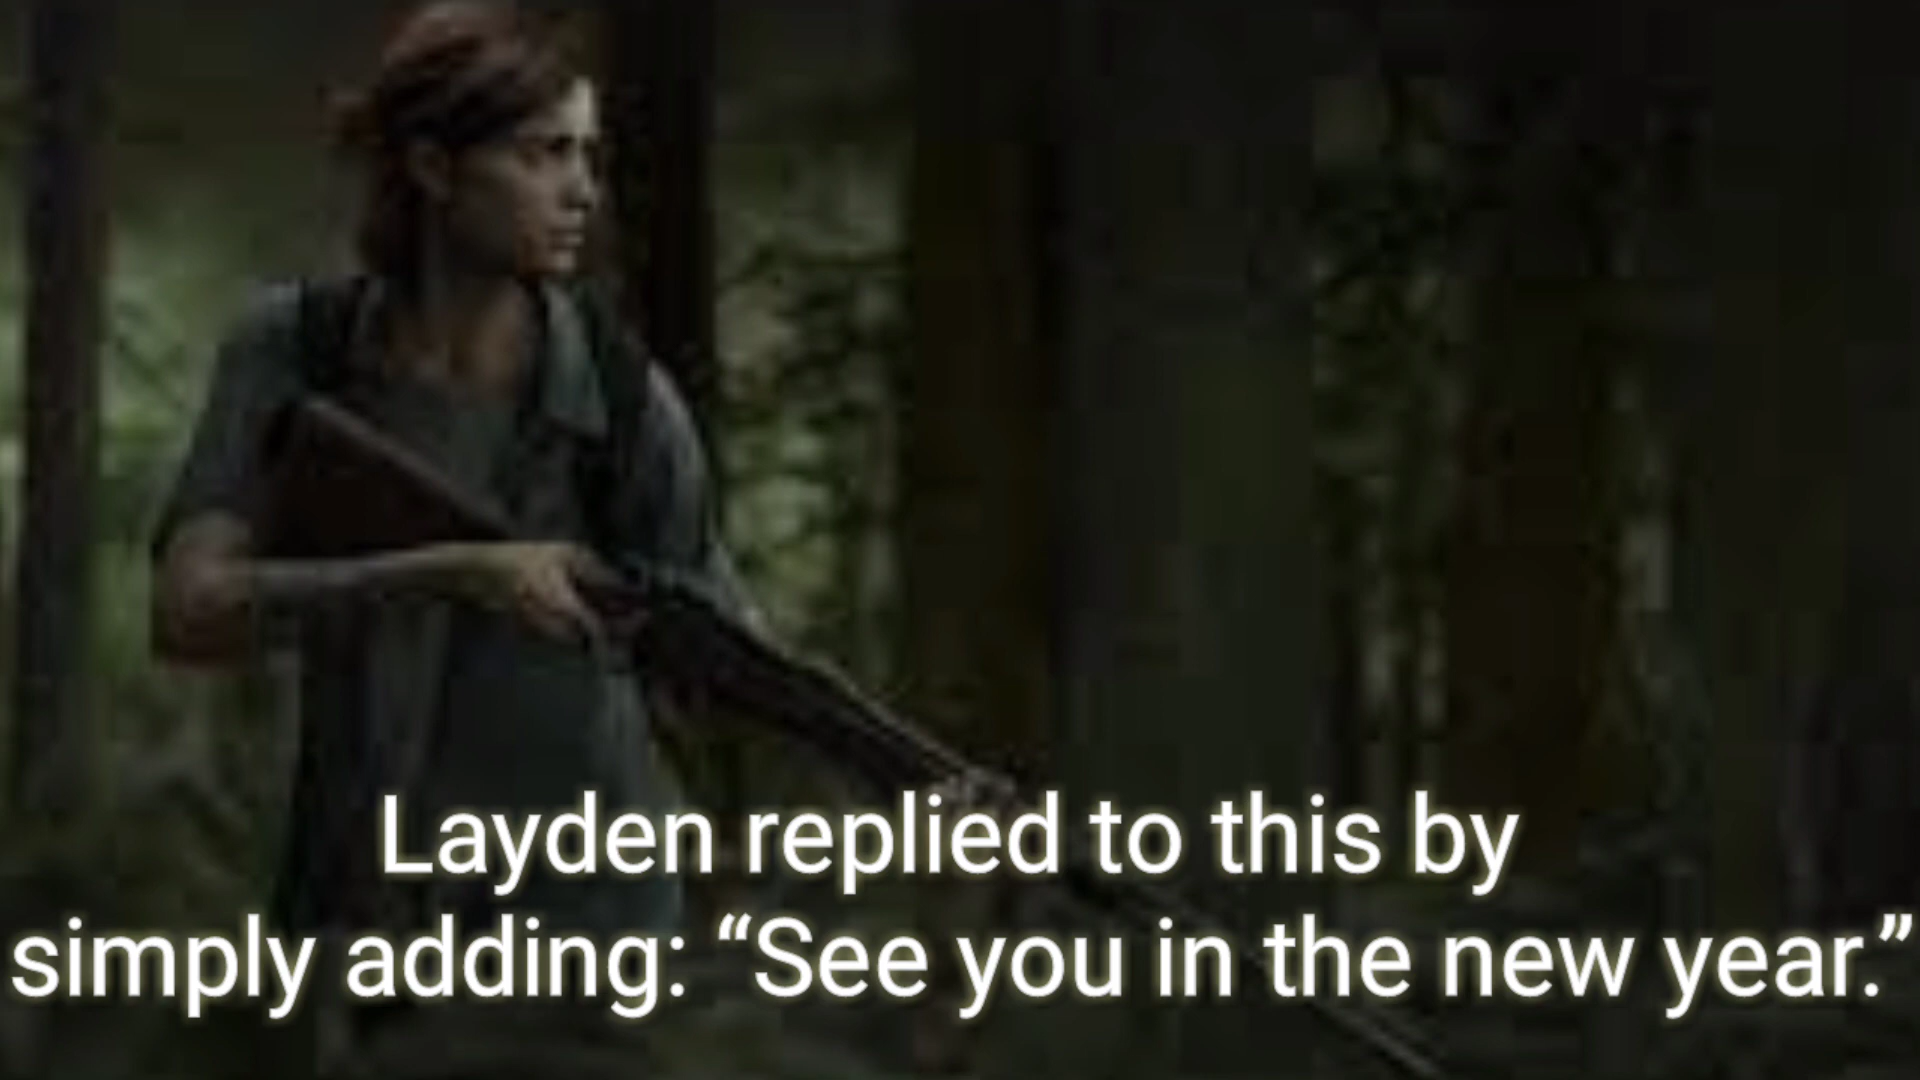 Layden replied to this by
simply adding: “See you in the new year.”